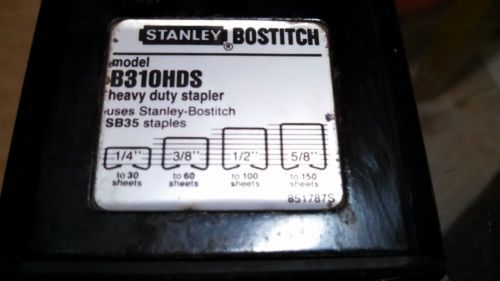 STANLEY® BOSTITCH
model
B310HDS
heavy duty stapler
uses Stanley-Bostitch
SB35 staples
1/4" 3/8" 1/2" 5/8"
to 30 to 60 to 100 to 150
sheets sheets sheets sheets
851787S